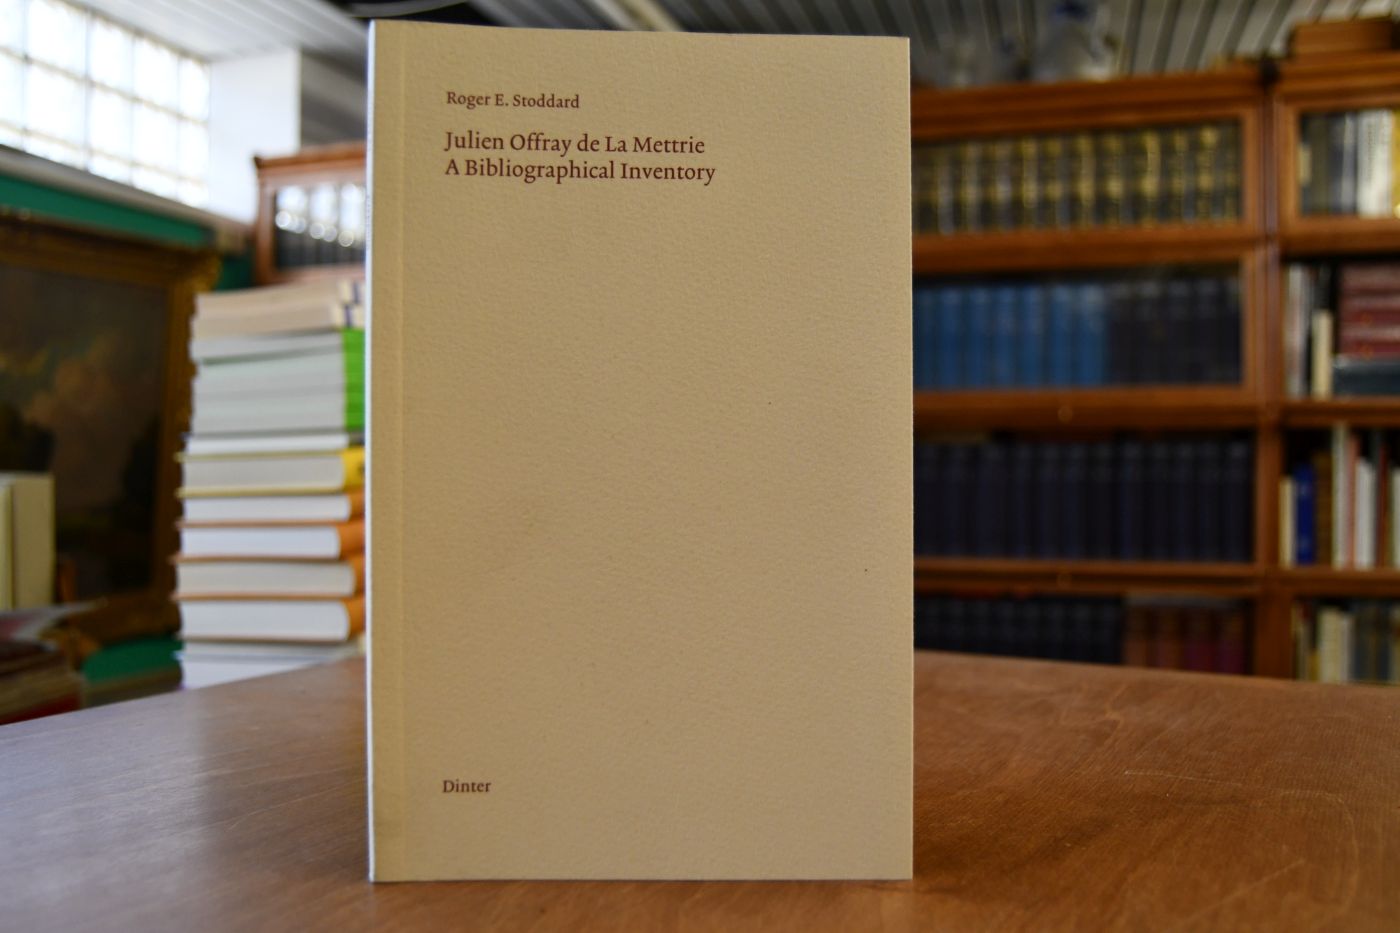 Roger E. Stoddard
Julien Offray de La Mettrie
A Bibliographical Inventory
Dinter